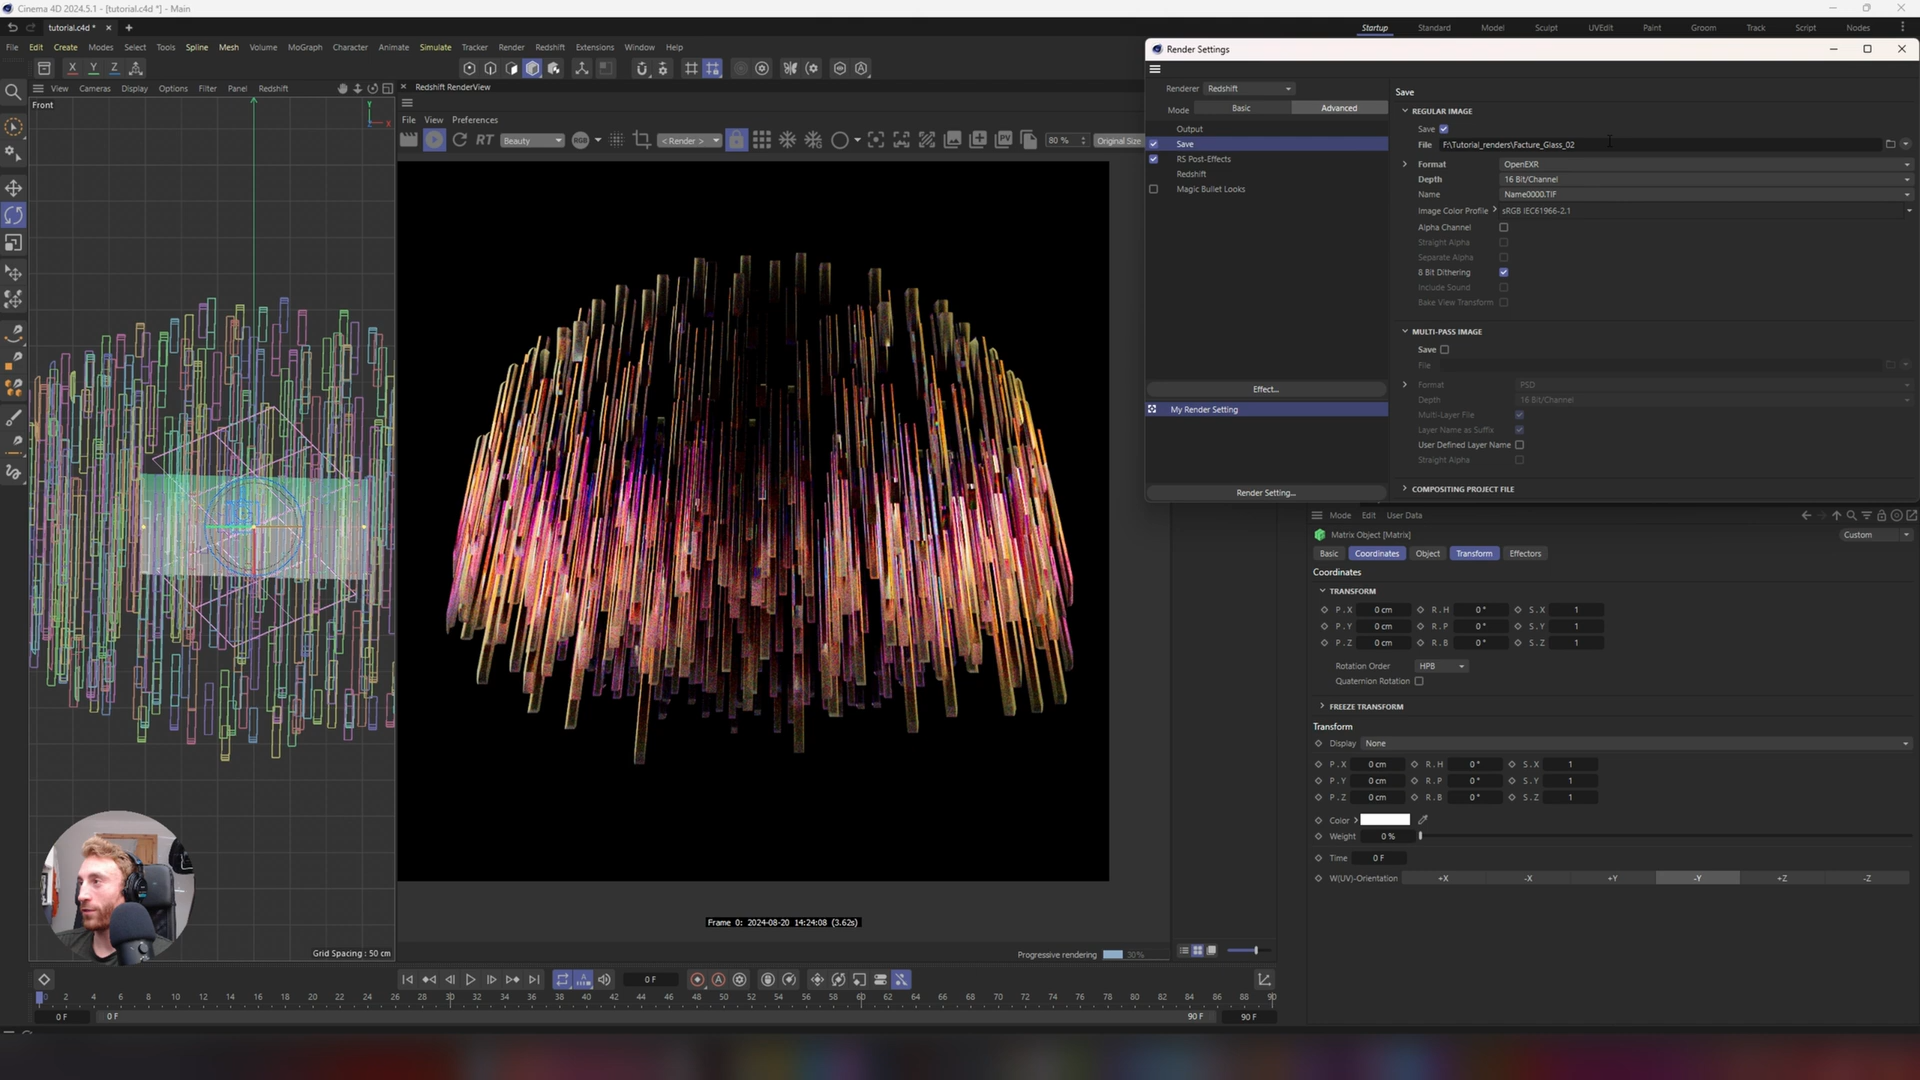 Cinema 4D 2024.5.1 - [tutorial.c4d *] - Main
tutorial.c4d *
Startup Standard Model Sculpt UVEdit Paint Groom Track Script Nodes
File Edit Create Modes Select Tools Spline Mesh Volume MoGraph Character Animate Simulate Tracker Render Redshift Extensions Window Help
Render Settings
X Y Z
View Cameras Display Options Filter Panel Redshift
Redshift RenderView
Front
Y
X
File View Preferences
RT Beauty RGB < Render > 80 % Original Size
Renderer Redshift
Mode Basic Advanced
Output
Save
RS Post-Effects
Redshift
Magic Bullet Looks
Effect...
My Render Setting
Render Setting...
Save
REGULAR IMAGE
Save
File F:\Tutorial_renders\Facture_Glass_02
Format OpenEXR
Depth 16 Bit/Channel
Name Name0000.TIF
Image Color Profile sRGB IEC61966-2.1
Alpha Channel
Straight Alpha
Separate Alpha
8 Bit Dithering
Include Sound
Bake View Transform
MULTI-PASS IMAGE
Save
File
Format PSD
Depth 16 Bit/Channel
Multi-Layer File
Layer Name as Suffix
User Defined Layer Name
Straight Alpha
COMPOSITING PROJECT FILE
Mode Edit User Data
Matrix Object [Matrix] Custom
Basic Coordinates Object Transform Effectors
Coordinates
TRANSFORM
P . X 0 cm R . H 0 ° S . X 1
P . Y 0 cm R . P 0 ° S . Y 1
P . Z 0 cm R . B 0 ° S . Z 1
Rotation Order HPB
Quaternion Rotation
FREEZE TRANSFORM
Transform
Display None
P . X 0 cm R . H 0 ° S . X 1
P . Y 0 cm R . P 0 ° S . Y 1
P . Z 0 cm R . B 0 ° S . Z 1
Color
Weight 0 %
Time 0 F
W(UV)-Orientation +X -X +Y -Y +Z -Z
Frame 0: 2024-08-20 14:24:08 (3.62s)
Grid Spacing : 50 cm
Progressive rendering 30%
0 F
0 2 4 6 8 10 12 14 16 18 20 22 24 26 28 30 32 34 36 38 40 42 44 46 48 50 52 54 56 58 60 62 64 66 68 70 72 74 76 78 80 82 84 86 88 90
0 F 0 F 90 F 90 F